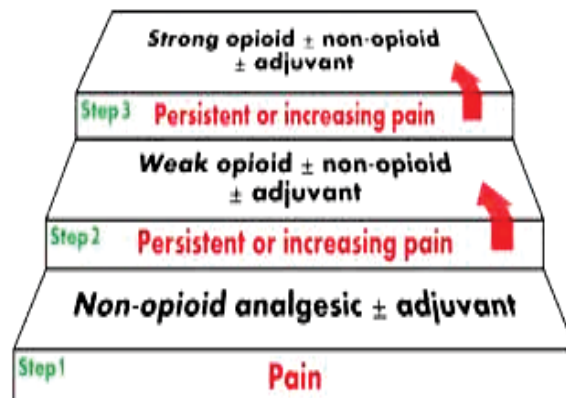 Strong opioid ± non-opioid
± adjuvant
Step 3 Persistent or increasing pain
Weak opioid ± non-opioid
± adjuvant
Step 2 Persistent or increasing pain
Non-opioid analgesic ± adjuvant
Step 1 Pain